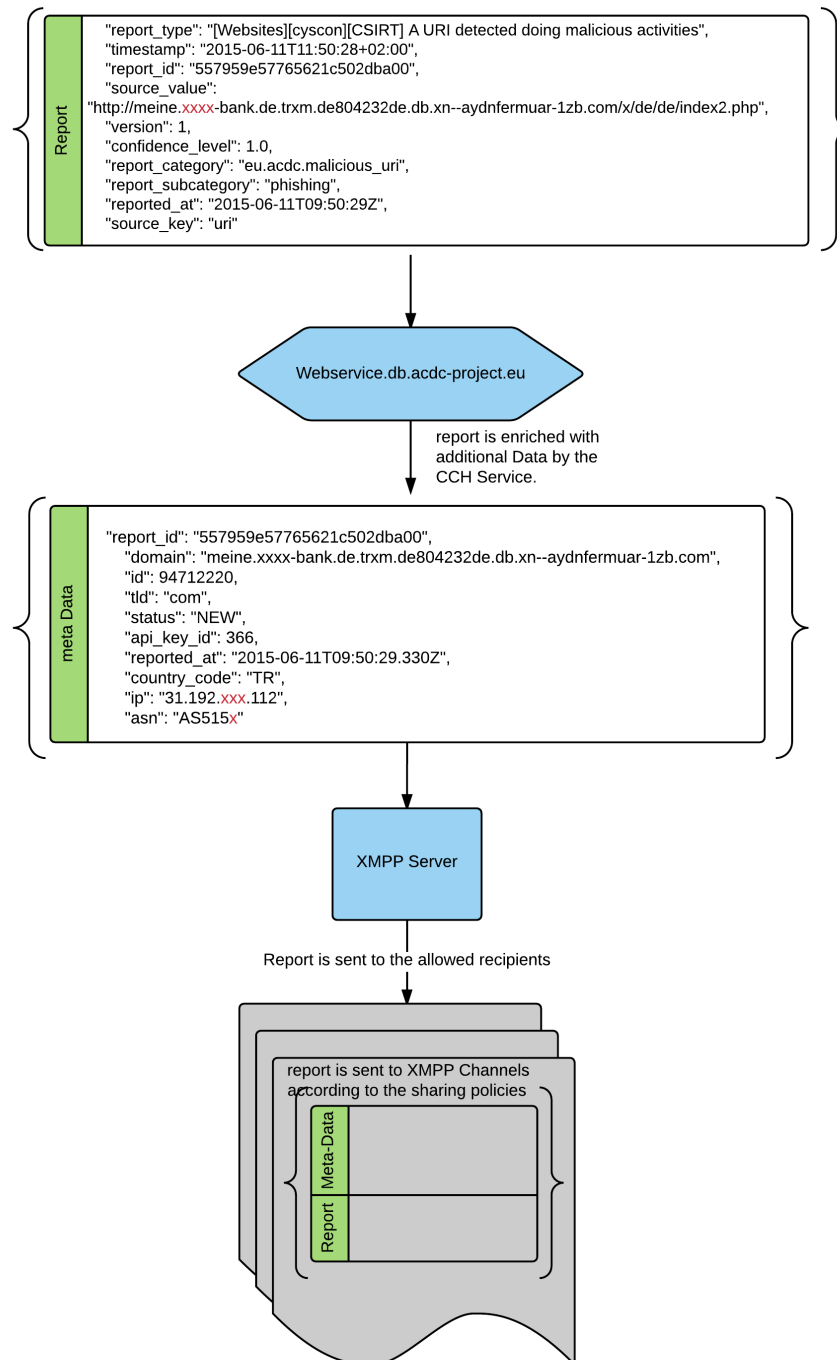 Report
"report_type": "[Websites][cyscon][CSIRT] A URI detected doing malicious activities",
"timestamp": "2015-06-11T11:50:28+02:00",
"report_id": "557959e57765621c502dba00",
"source_value":
"http://meine.xxxx-bank.de.trxm.de804232de.db.xn--aydnfermuar-1zb.com/x/de/de/index2.php",
"version": 1,
"confidence_level": 1.0,
"report_category": "eu.acdc.malicious_uri",
"report_subcategory": "phishing",
"reported_at": "2015-06-11T09:50:29Z",
"source_key": "uri"
Webservice.db.acdc-project.eu
report is enriched with
additional Data by the
CCH Service.
meta Data
"report_id": "557959e57765621c502dba00",
"domain": "meine.xxxx-bank.de.trxm.de804232de.db.xn--aydnfermuar-1zb.com",
"id": 94712220,
"tld": "com",
"status": "NEW",
"api_key_id": 366,
"reported_at": "2015-06-11T09:50:29.330Z",
"country_code": "TR",
"ip": "31.192.xxx.112",
"asn": "AS515x"
XMPP Server
Report is sent to the allowed recipients
report is sent to XMPP Channels
according to the sharing policies
Meta-Data
Report